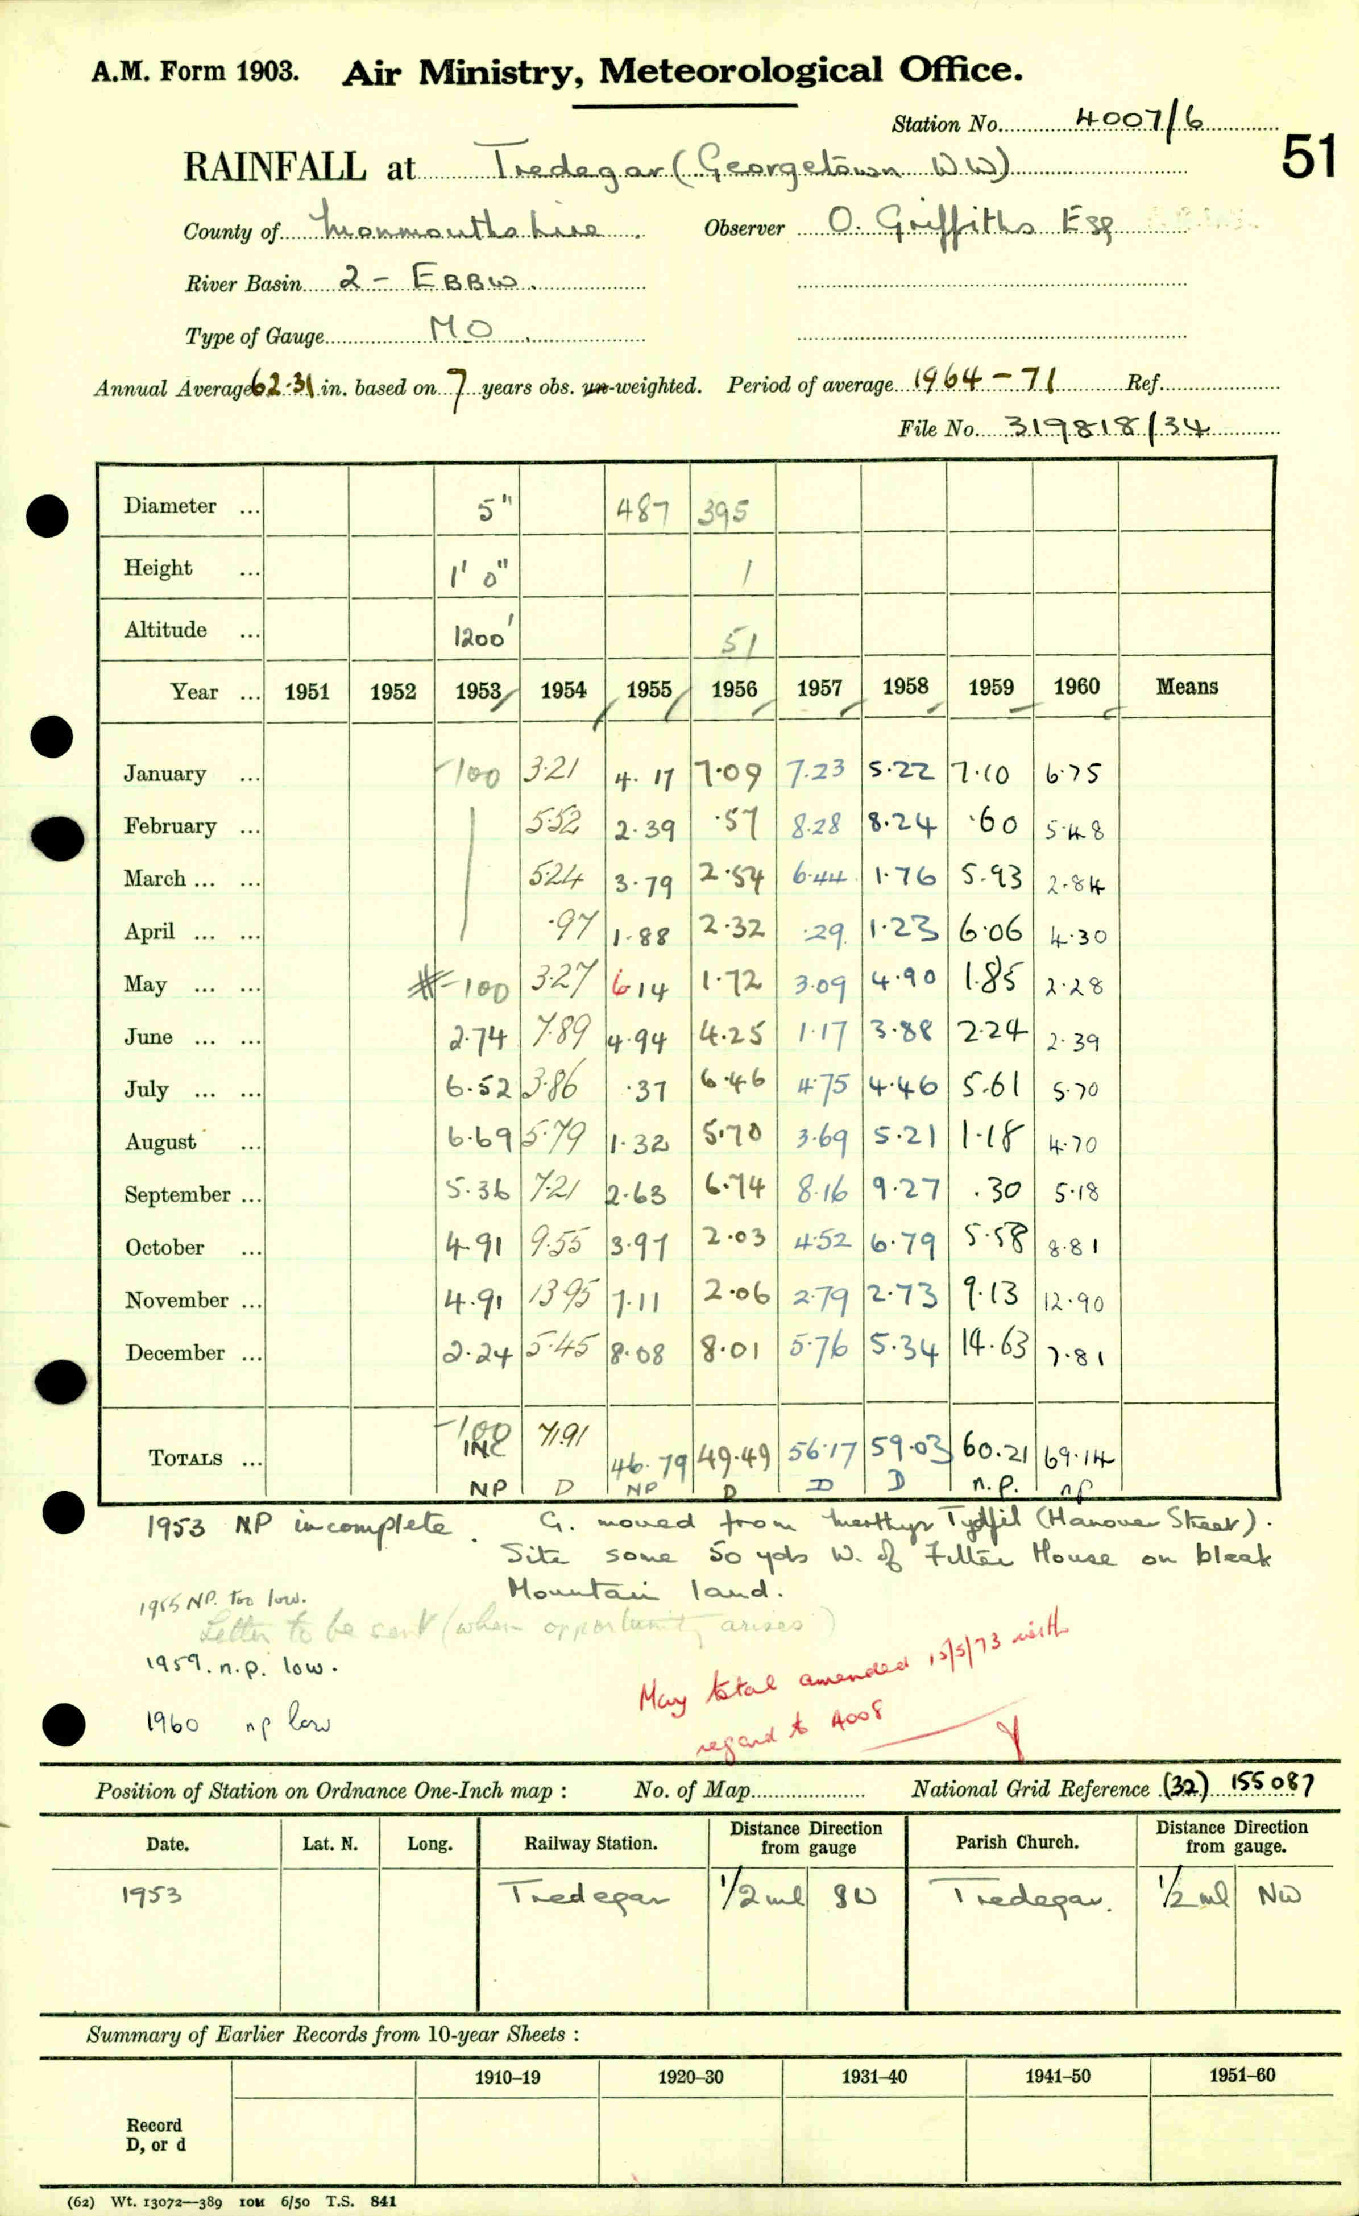 A.M. Form 1903. Air Ministry, Meteorological Office.
Station No. 4007/6
51
RAINFALL at Tredegar (Georgetown WW)
County of Monmouthshire. Observer O. Griffiths Esq
River Basin 2 - EBBW.
Type of Gauge MO
Annual Average 62.31 in. based on 7 years obs. un-weighted. Period of average 1964-71 Ref.
File No. 319818/34
Diameter ... 5" 487 395
Height ... 1' 0" 1
Altitude ... 1200' 51
Year ... 1951 1952 1953 1954 1955 1956 1957 1958 1959 1960 Means
January ... -100 3.21 4.17 7.09 7.23 5.22 7.10 6.75
February ... 5.52 2.39 .57 8.28 8.24 .60 5.48
March ... ... 5.24 3.79 2.54 6.44 1.76 5.93 2.84
April ... ... .97 1.88 2.32 .29 1.23 6.06 4.30
May ... ... -100 3.27 6.14 1.72 3.09 4.90 1.85 2.28
June ... ... 2.74 7.89 4.94 4.25 1.17 3.88 2.24 2.39
July ... ... 6.52 3.86 .37 6.46 4.75 4.46 5.61 5.70
August ... 6.69 5.79 1.32 5.70 3.69 5.21 1.18 4.70
September ... 5.36 7.21 2.63 6.74 8.16 9.27 .30 5.18
October ... 4.91 9.55 3.97 2.03 4.52 6.79 5.58 8.81
November ... 4.91 13.95 7.11 2.06 2.79 2.73 9.13 12.90
December ... 2.24 5.45 8.08 8.01 5.76 5.34 14.63 7.81
TOTALS ... -100 INC 71.91 46.79 49.49 56.17 59.03 60.21 69.14
NP D NP D D D n.p. np
1953 NP incomplete. G. moved from Merthyr Tydfil (Hanover Street).
Site some 50 yds W. of Filter House on bleak
Mountain land.
1955 NP. too low.
Letter to be sent (when opportunity arises)
1959. n.p. low.
1960 np low
May total amended 15/5/73 with
regard to 4008
Position of Station on Ordnance One-Inch map : No. of Map National Grid Reference (32) 155087
Date. Lat. N. Long. Railway Station. Distance Direction from gauge Parish Church. Distance Direction from gauge.
1953 Tredegar 1/2 ml SW Tredegar. 1/2 ml NW
Summary of Earlier Records from 10-year Sheets :
1910–19 1920–30 1931–40 1941–50 1951–60
Record
D, or d
(62) Wt. 13072—389 10M 6/50 T.S. 841